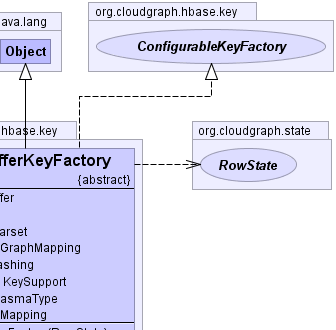 org.cloudgraph.hbase.key
ava.lang
Object
ConfigurableKeyFactory
hbase.key
org.cloudgraph.state
fferKeyFactory
{abstract}
RowState
ffer
arset
GraphMapping
ashing
KeySupport
asmaType
Mapping